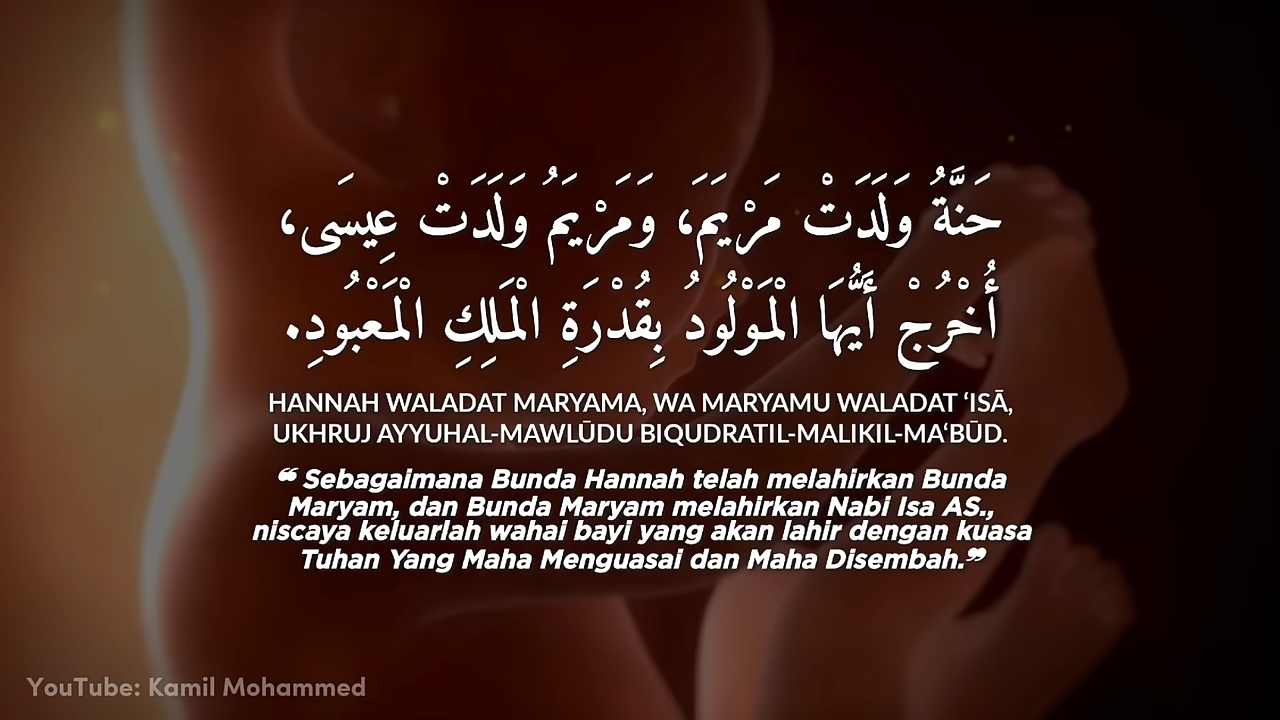 حَنَّةُ وَلَدَتْ مَرْيَمَ، وَمَرْيَمُ وَلَدَتْ عِيسَى،
أُخْرُجْ أَيُّهَا الْمَوْلُودُ بِقُدْرَةِ الْمَلِكِ الْمَعْبُودِ.
HANNAH WALADAT MARYAMA, WA MARYAMU WALADAT ‘ISĀ,
UKHRUJ AYYUHAL-MAWLŪDU BIQUDRATIL-MALIKIL-MA‘BŪD.
❝ Sebagaimana Bunda Hannah telah melahirkan Bunda
Maryam, dan Bunda Maryam melahirkan Nabi Isa AS.,
niscaya keluarlah wahai bayi yang akan lahir dengan kuasa
Tuhan Yang Maha Menguasai dan Maha Disembah.❞
YouTube: Kamil Mohammed